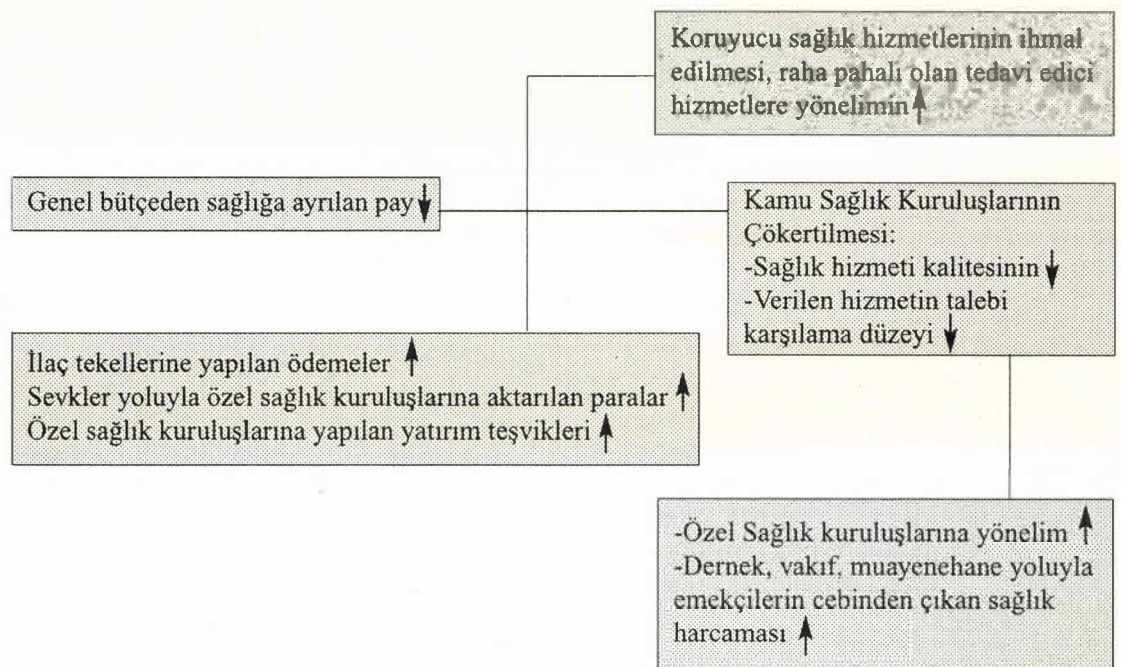 Koruyucu sağlık hizmetlerinin ihmal
edilmesi, raha pahalı olan tedavi edici
hizmetlere yönelimin ↑
Genel bütçeden sağlığa ayrılan pay ↓
Kamu Sağlık Kuruluşlarının
Çökertilmesi:
-Sağlık hizmeti kalitesinin ↓
-Verilen hizmetin talebi
karşılama düzeyi ↓
İlaç tekellerine yapılan ödemeler ↑
Sevkler yoluyla özel sağlık kuruluşlarına aktarılan paralar ↑
Özel sağlık kuruluşlarına yapılan yatırım teşvikleri ↑
-Özel Sağlık kuruluşlarına yönelim ↑
-Dernek, vakıf, muayenehane yoluyla
emekçilerin cebinden çıkan sağlık
harcaması ↑